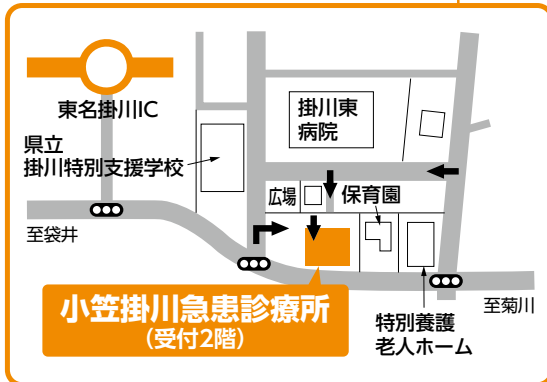 東名掛川IC
県立
掛川特別支援学校
掛川東
病院
広場
保育園
至袋井
小笠掛川急患診療所
(受付2階)
特別養護
老人ホーム
至菊川